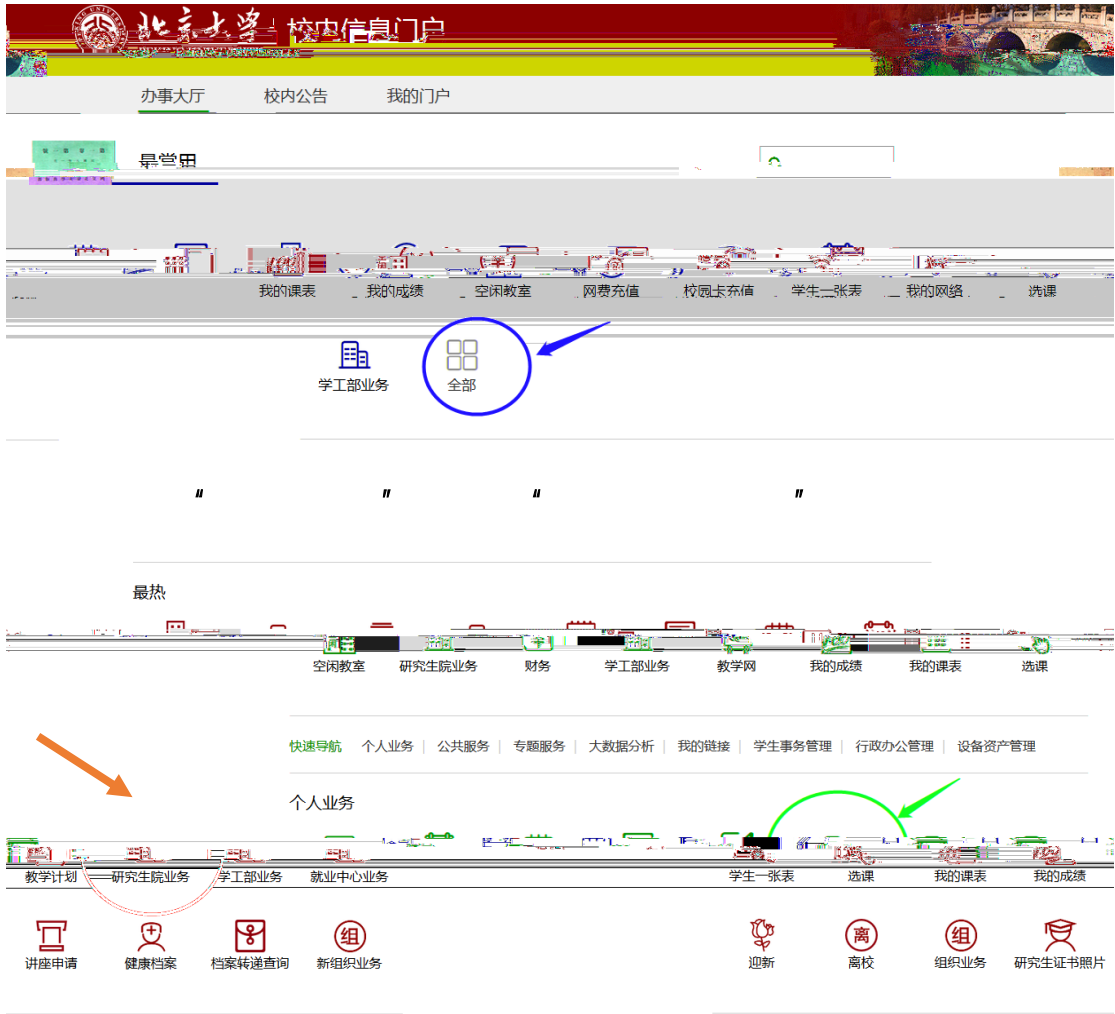 北京大学 校内信息门户
办事大厅 校内公告 我的门户
最常用
我的课表 我的成绩 空闲教室 网费充值 校园卡充值 学生一张表 我的网络 选课
学工部业务 全部
“ ” “ ”
最热
空闲教室 研究生院业务 财务 学工部业务 教学网 我的成绩 我的课表 选课
快速导航 个人业务 | 公共服务 | 专题服务 | 大数据分析 | 我的链接 | 学生事务管理 | 行政办公管理 | 设备资产管理
个人业务
教学计划 研究生院业务 学工部业务 就业中心业务 学生一张表 选课 我的课表 我的成绩
组 离 组
讲座申请 健康档案 档案转递查询 新组织业务 迎新 离校 组织业务 研究生证书照片